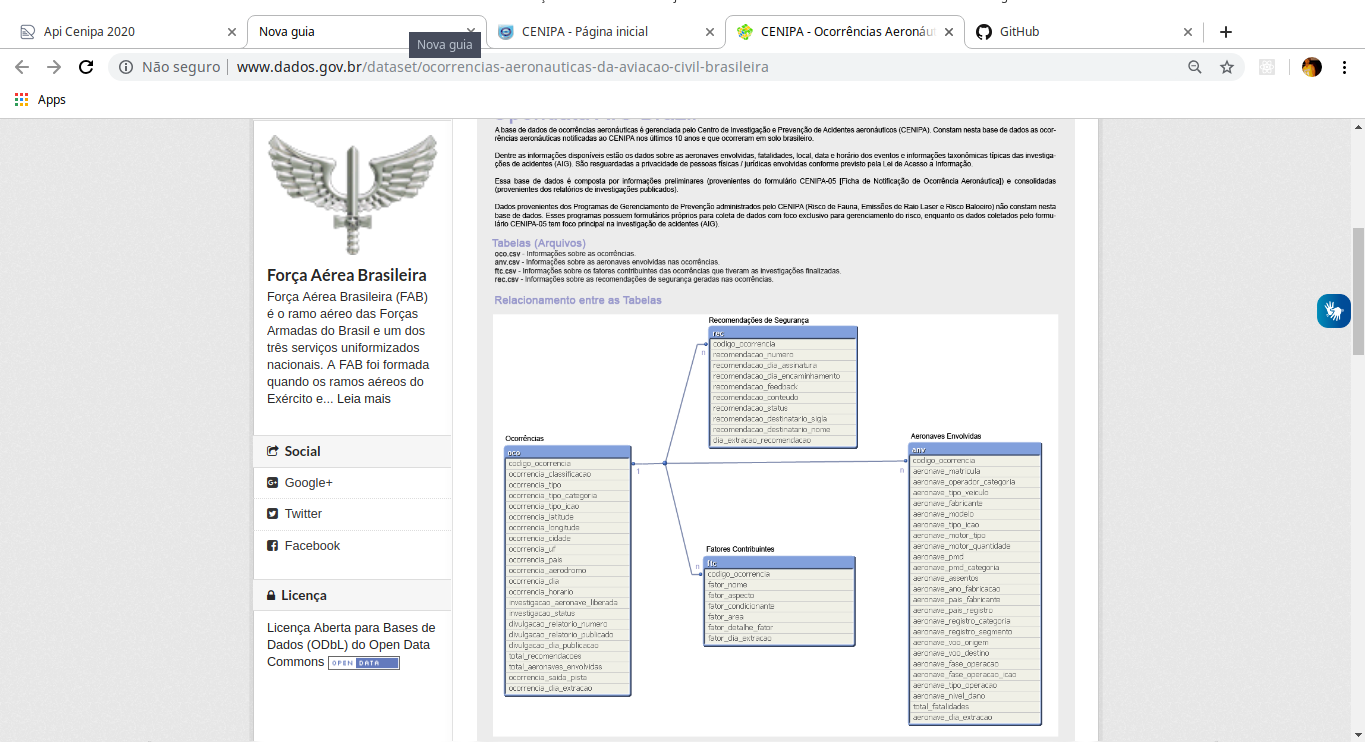 Api Cenipa 2020
Nova guia
CENIPA - Página inicial
CENIPA - Ocorrências Aeronáu
GitHub
Nova guia
Não seguro
www.dados.gov.br/dataset/ocorrencias-aeronauticas-da-aviacao-civil-brasileira
Apps
Força Aérea Brasileira
Força Aérea Brasileira (FAB)
é o ramo aéreo das Forças
Armadas do Brasil e um dos
três serviços uniformizados
nacionais. A FAB foi formada
quando os ramos aéreos do
Exército e... Leia mais
Social
Google+
Twitter
Facebook
Licença
Licença Aberta para Bases de
Dados (ODbL) do Open Data
Commons OPEN DATA
A base de dados de ocorrências aeronáuticas é gerenciada pelo Centro de Investigação e Prevenção de Acidentes aeronáuticos (CENIPA). Constam nesta base de dados as ocor-
rências aeronáuticas notificadas ao CENIPA nos últimos 10 anos e que ocorreram em solo brasileiro.
Dentre as informações disponíveis estão os dados sobre as aeronaves envolvidas, fatalidades, local, data e horário dos eventos e informações taxonômicas típicas das investiga-
ções de acidentes (AIG). São resguardadas a privacidade de pessoas físicas / jurídicas envolvidas conforme previsto pela Lei de Acesso a Informação.
Essa base de dados é composta por informações preliminares (provenientes do formulário CENIPA-05 [Ficha de Notificação de Ocorrência Aeronáutica]) e consolidadas
(provenientes dos relatórios de investigações publicados).
Dados provenientes dos Programas de Gerenciamento de Prevenção administrados pelo CENIPA (Risco de Fauna, Emissões de Raio Laser e Risco Baloeiro) não constam nesta
base de dados. Esses programas possuem formulários próprios para coleta de dados com foco exclusivo para gerenciamento do risco, enquanto os dados coletados pelo formu-
lário CENIPA-05 tem foco principal na investigação de acidentes (AIG).
Tabelas (Arquivos)
oco.csv - Informações sobre as ocorrências.
anv.csv - Informações sobre as aeronaves envolvidas nas ocorrências.
ftc.csv - Informações sobre os fatores contribuintes das ocorrências que tiveram as investigações finalizadas.
rec.csv - Informações sobre as recomendações de segurança geradas nas ocorrências.
Relacionamento entre as Tabelas
Recomendações de Segurança
rec
codigo_ocorrencia
recomendacao_numero
recomendacao_dia_assinatura
recomendacao_dia_encaminhamento
recomendacao_feedback
recomendacao_conteudo
recomendacao_status
recomendacao_destinatario_sigla
recomendacao_destinatario_nome
dia_extracao_recomendacao
n
Ocorrências
oco
codigo_ocorrencia
ocorrencia_classificacao
ocorrencia_tipo
ocorrencia_tipo_categoria
ocorrencia_tipo_icao
ocorrencia_latitude
ocorrencia_longitude
ocorrencia_cidade
ocorrencia_uf
ocorrencia_pais
ocorrencia_aerodromo
ocorrencia_dia
ocorrencia_horario
investigacao_aeronave_liberada
investigacao_status
divulgacao_relatorio_numero
divulgacao_relatorio_publicado
divulgacao_dia_publicacao
total_recomendacoes
total_aeronaves_envolvidas
ocorrencia_saida_pista
ocorrencia_dia_extracao
1
Fatores Contribuintes
ftc
codigo_ocorrencia
fator_nome
fator_aspecto
fator_condicionante
fator_area
fator_detalhe_fator
fator_dia_extracao
n
Aeronaves Envolvidas
anv
codigo_ocorrencia
aeronave_matricula
aeronave_operador_categoria
aeronave_tipo_veiculo
aeronave_fabricante
aeronave_modelo
aeronave_tipo_icao
aeronave_motor_tipo
aeronave_motor_quantidade
aeronave_pmd
aeronave_pmd_categoria
aeronave_assentos
aeronave_ano_fabricacao
aeronave_pais_fabricante
aeronave_pais_registro
aeronave_registro_categoria
aeronave_registro_segmento
aeronave_voo_origem
aeronave_voo_destino
aeronave_fase_operacao
aeronave_fase_operacao_icao
aeronave_tipo_operacao
aeronave_nivel_dano
total_fatalidades
aeronave_dia_extracao
n